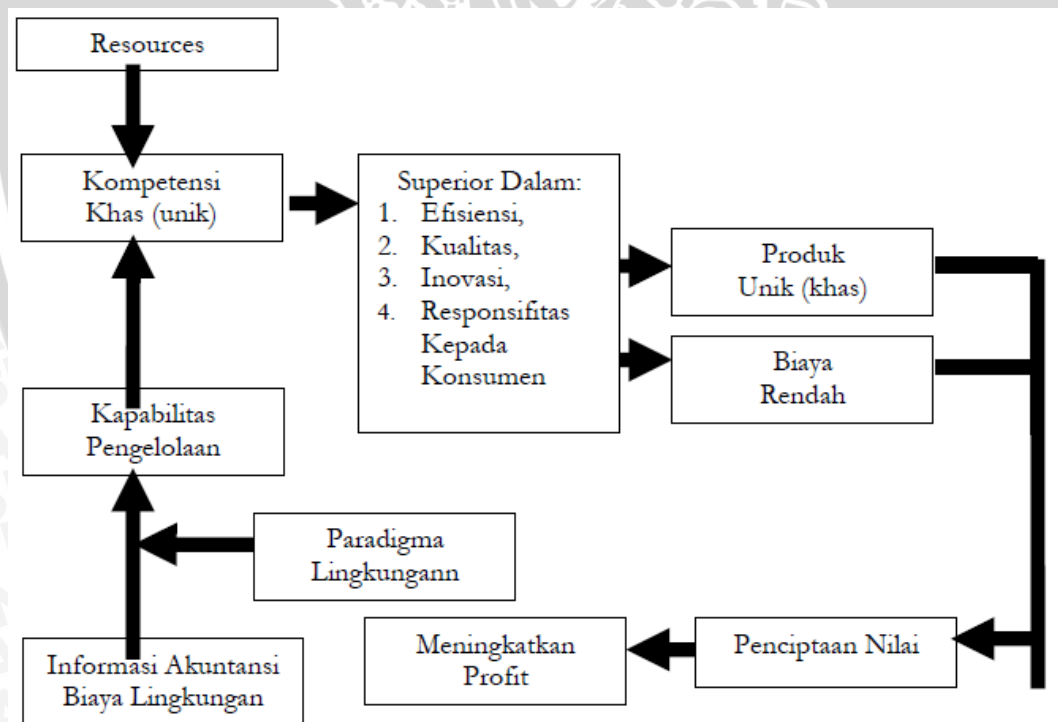 Resources
Kompetensi
Khas (unik)
Superior Dalam:
1. Efisiensi,
2. Kualitas,
3. Inovasi,
4. Responsifitas
Kepada
Konsumen
Produk
Unik (khas)
Biaya
Rendah
Kapabilitas
Pengelolaan
Paradigma
Lingkungann
Informasi Akuntansi
Biaya Lingkungan
Meningkatkan
Profit
Penciptaan Nilai